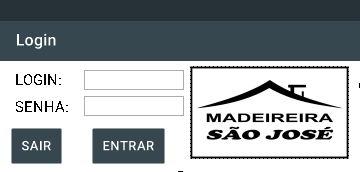 Login
LOGIN:
SENHA:
SAIR
ENTRAR
MADEIREIRA
SÃO JOSÉ